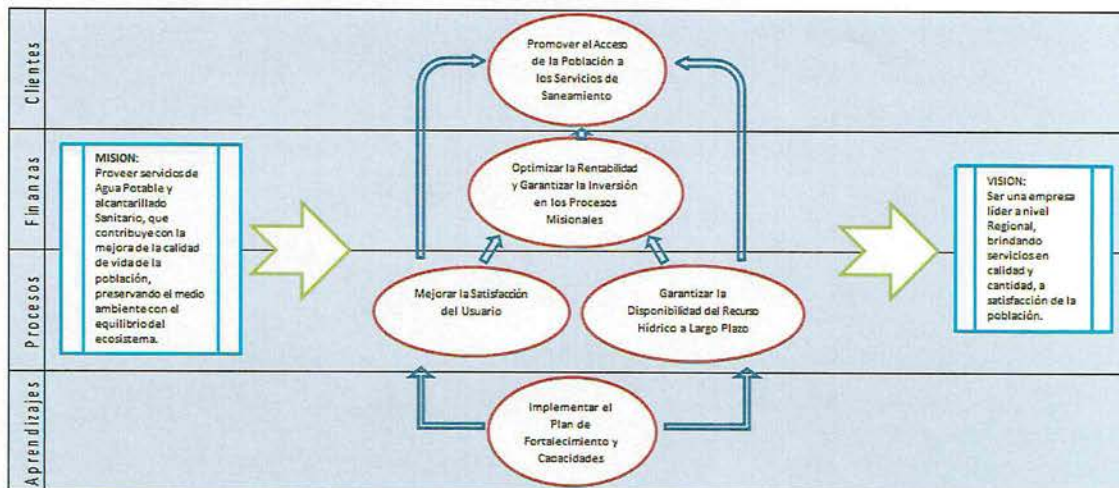 Clientes
Promover el Acceso
de la Población a
los Servicios de
Saneamiento
Finanzas
MISION:
Proveer servicios de
Agua Potable y
alcantarillado
Sanitario, que
contribuye con la
mejora de la calidad
de vida de la
población,
preservando el medio
ambiente con el
equilibrio del
ecosistema.
Optimizar la Rentabilidad
y Garantizar la Inversión
en los Procesos
Misionales
VISION:
Ser una empresa
líder a nivel
Regional,
brindando
servicios en
calidad y
cantidad, a
satisfacción de la
población.
Procesos
Mejorar la Satisfacción
del Usuario
Garantizar la
Disponibilidad del Recurso
Hídrico a Largo Plazo
Aprendizajes
Implementar el
Plan de
Fortalecimiento y
Capacidades